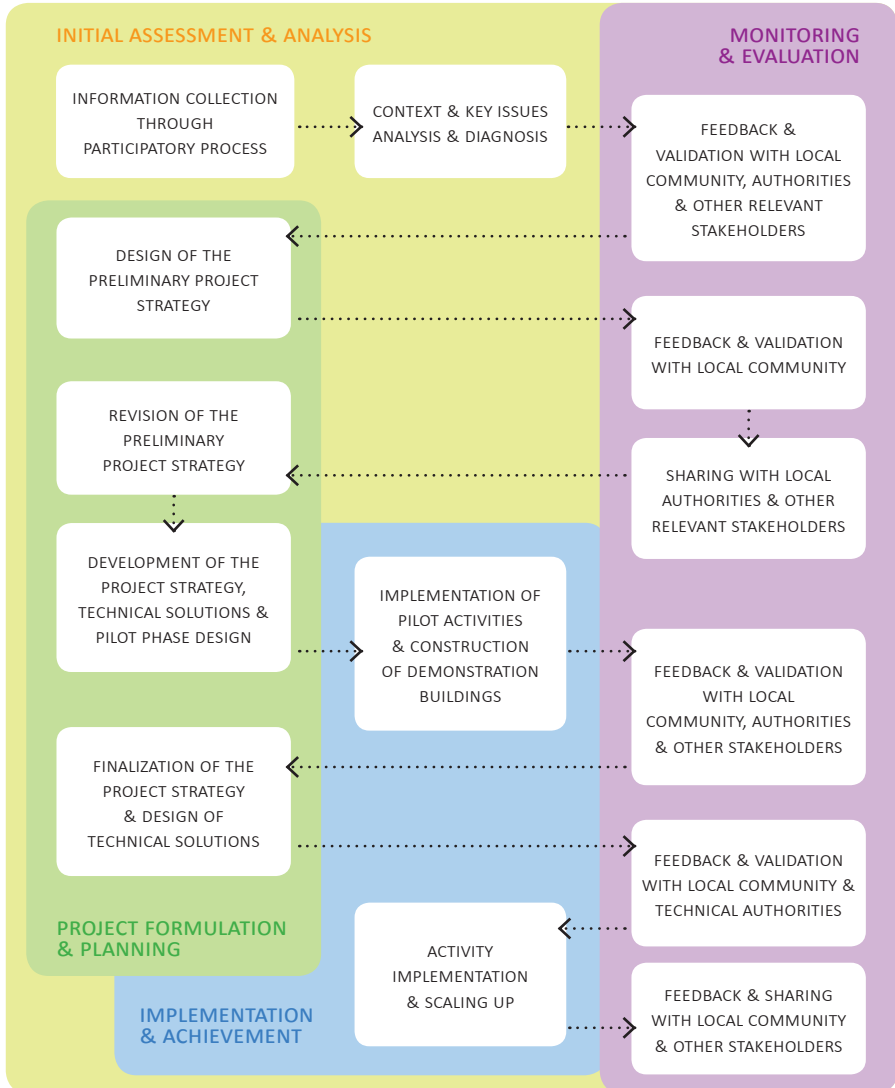 INITIAL ASSESSMENT & ANALYSIS
MONITORING
& EVALUATION
INFORMATION COLLECTION
THROUGH
PARTICIPATORY PROCESS
CONTEXT & KEY ISSUES
ANALYSIS & DIAGNOSIS
FEEDBACK &
VALIDATION WITH LOCAL
COMMUNITY, AUTHORITIES
& OTHER RELEVANT
STAKEHOLDERS
DESIGN OF THE
PRELIMINARY PROJECT
STRATEGY
FEEDBACK & VALIDATION
WITH LOCAL COMMUNITY
SHARING WITH LOCAL
AUTHORITIES & OTHER
RELEVANT STAKEHOLDERS
REVISION OF THE
PRELIMINARY
PROJECT STRATEGY
DEVELOPMENT OF THE
PROJECT STRATEGY,
TECHNICAL SOLUTIONS &
PILOT PHASE DESIGN
IMPLEMENTATION OF
PILOT ACTIVITIES
& CONSTRUCTION
OF DEMONSTRATION
BUILDINGS
FEEDBACK & VALIDATION
WITH LOCAL
COMMUNITY, AUTHORITIES
& OTHER STAKEHOLDERS
FINALIZATION OF THE
PROJECT STRATEGY
& DESIGN OF
TECHNICAL SOLUTIONS
FEEDBACK & VALIDATION
WITH LOCAL COMMUNITY &
TECHNICAL AUTHORITIES
ACTIVITY
IMPLEMENTATION
& SCALING UP
FEEDBACK & SHARING
WITH LOCAL COMMUNITY
& OTHER STAKEHOLDERS
PROJECT FORMULATION
& PLANNING
IMPLEMENTATION
& ACHIEVEMENT